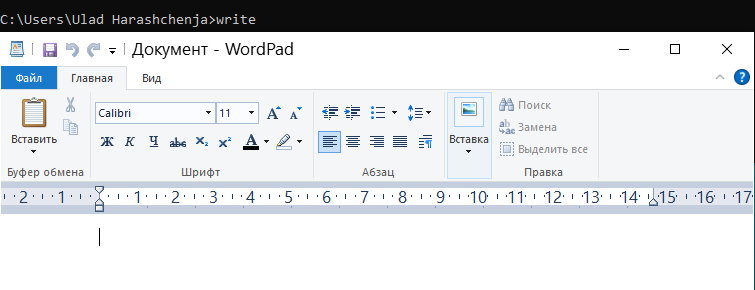 C:\Users\Ulad Harashchenja>write
Документ - WordPad
Файл Главная Вид
Вставить
Буфер обмена
Calibri 11
Ж К Ч abc X₂ X²
Шрифт
Абзац
Вставка
Поиск
Замена
Выделить все
Правка
2 1 1 2 3 4 5 6 7 8 9 10 11 12 13 14 15 16 17